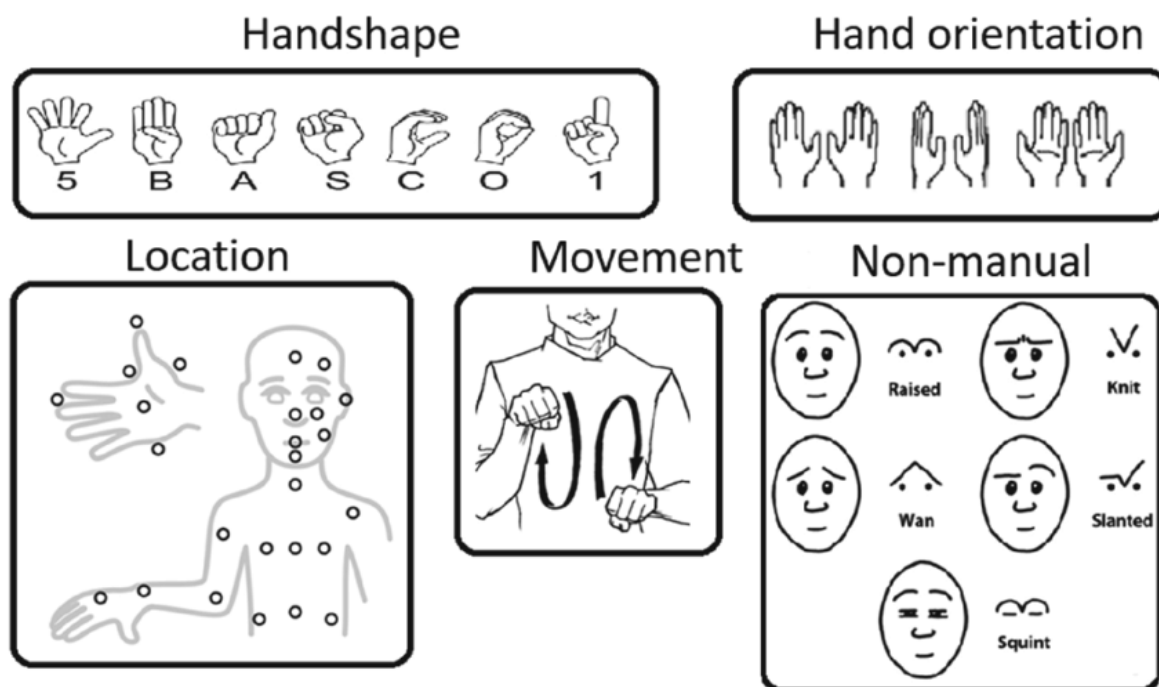 Handshape
Hand orientation
5 B A S C O 1
Location
Movement
Non-manual
Raised
Knit
Wan
Slanted
Squint